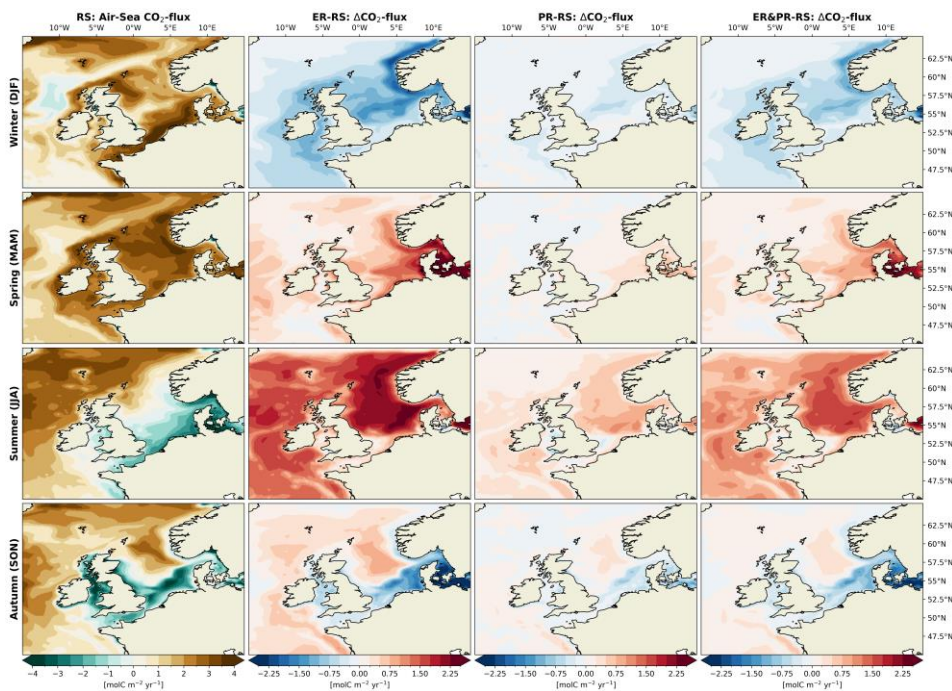 RS: Air-Sea CO₂-flux
ER-RS: ΔCO₂-flux
PR-RS: ΔCO₂-flux
ER&PR-RS: ΔCO₂-flux
10°W 5°W 0°E 5°E 10°E
10°W 5°W 0°E 5°E 10°E
10°W 5°W 0°E 5°E 10°E
10°W 5°W 0°E 5°E 10°E
Winter (DJF)
62.5°N
60°N
57.5°N
55°N
52.5°N
50°N
47.5°N
Spring (MAM)
62.5°N
60°N
57.5°N
55°N
52.5°N
50°N
47.5°N
Summer (JJA)
62.5°N
60°N
57.5°N
55°N
52.5°N
50°N
47.5°N
Autumn (SON)
62.5°N
60°N
57.5°N
55°N
52.5°N
50°N
47.5°N
−4 −3 −2 −1 0 1 2 3 4
−2.25 −1.50 −0.75 0.00 0.75 1.50 2.25
−2.25 −1.50 −0.75 0.00 0.75 1.50 2.25
−2.25 −1.50 −0.75 0.00 0.75 1.50 2.25
[molC m⁻² yr⁻¹]
[molC m⁻² yr⁻¹]
[molC m⁻² yr⁻¹]
[molC m⁻² yr⁻¹]